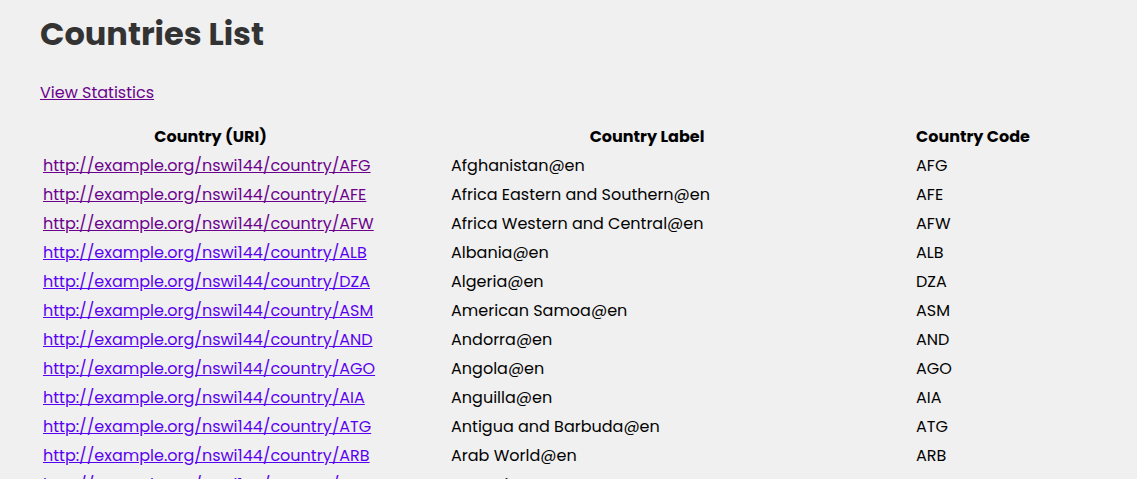 Countries List
View Statistics
Country (URI) Country Label Country Code
http://example.org/nswi144/country/AFG Afghanistan@en AFG
http://example.org/nswi144/country/AFE Africa Eastern and Southern@en AFE
http://example.org/nswi144/country/AFW Africa Western and Central@en AFW
http://example.org/nswi144/country/ALB Albania@en ALB
http://example.org/nswi144/country/DZA Algeria@en DZA
http://example.org/nswi144/country/ASM American Samoa@en ASM
http://example.org/nswi144/country/AND Andorra@en AND
http://example.org/nswi144/country/AGO Angola@en AGO
http://example.org/nswi144/country/AIA Anguilla@en AIA
http://example.org/nswi144/country/ATG Antigua and Barbuda@en ATG
http://example.org/nswi144/country/ARB Arab World@en ARB